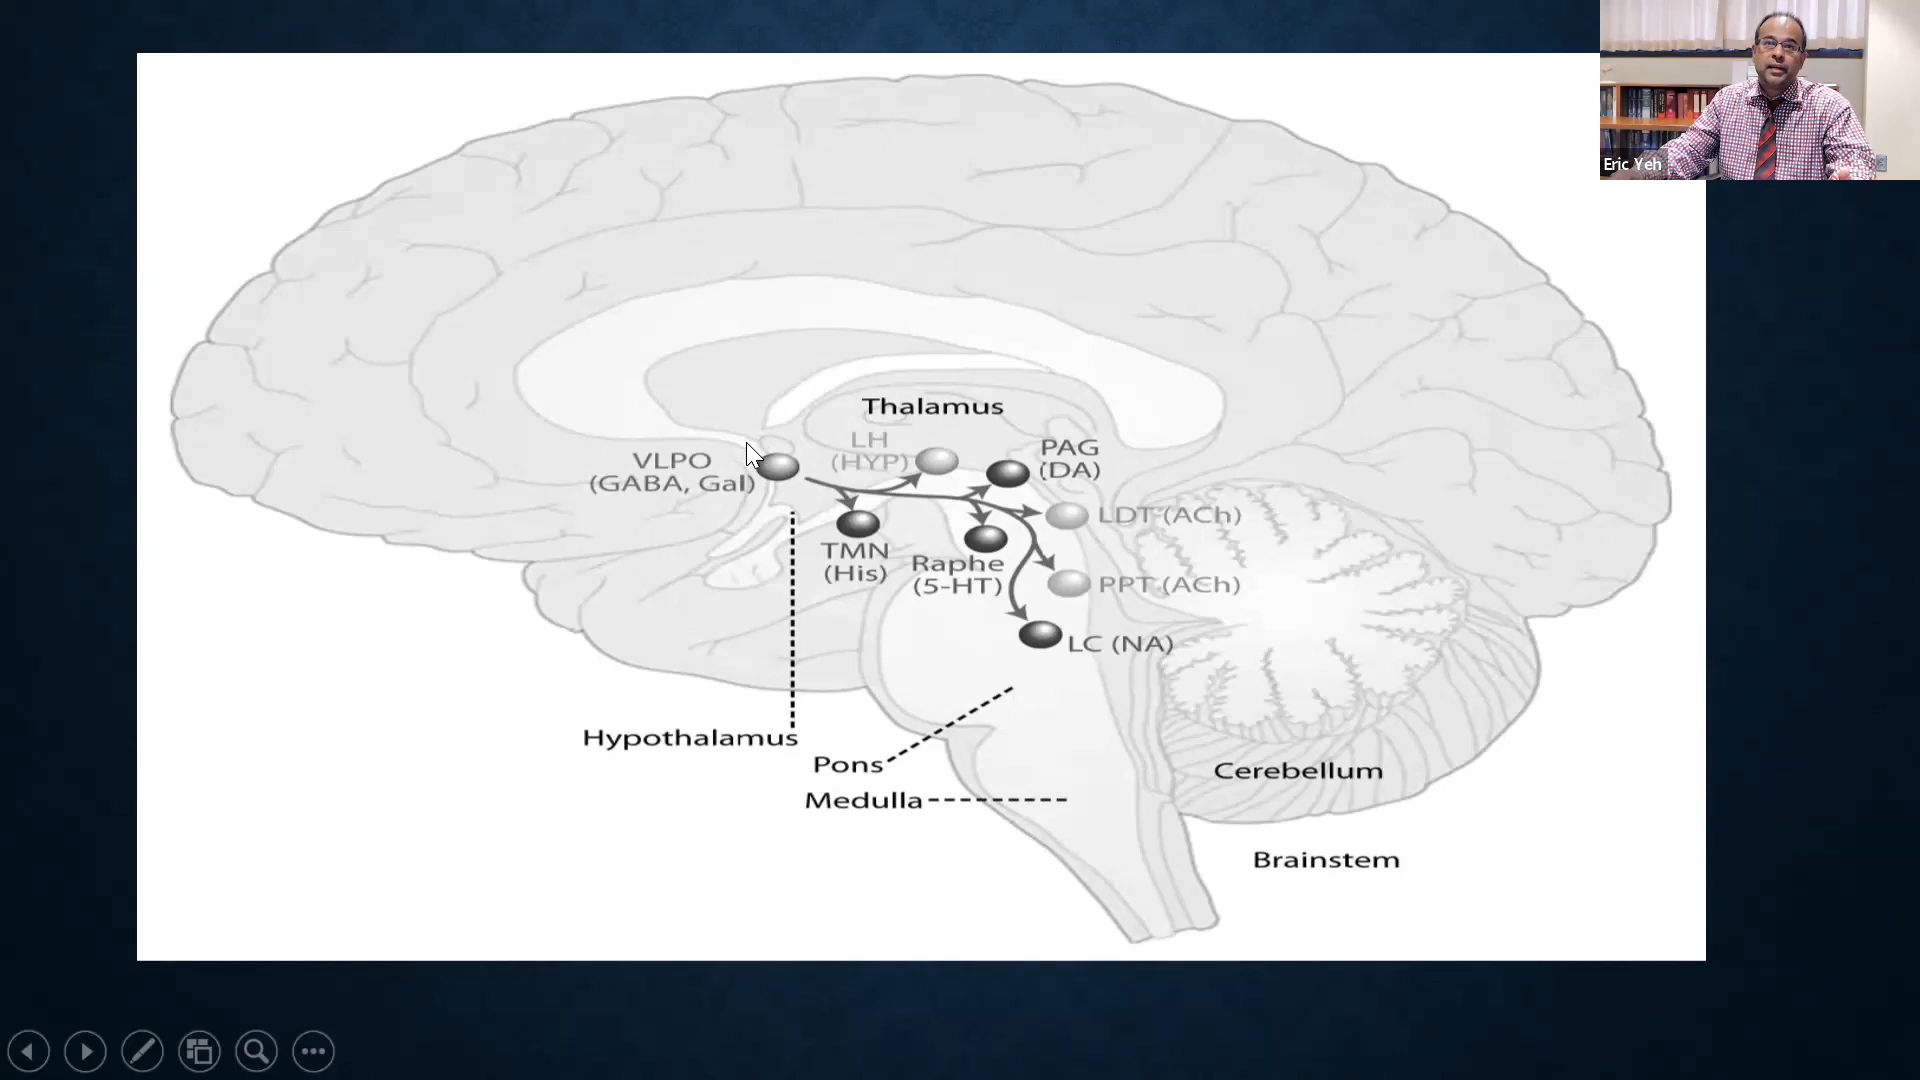 Eric Yeh
Thalamus
LH
(HYP)
PAG
(DA)
VLPO
(GABA, Gal)
LDT (ACh)
TMN
(His)
Raphe
(5-HT)
PPT (ACh)
LC (NA)
Hypothalamus
Pons
Medulla
Cerebellum
Brainstem